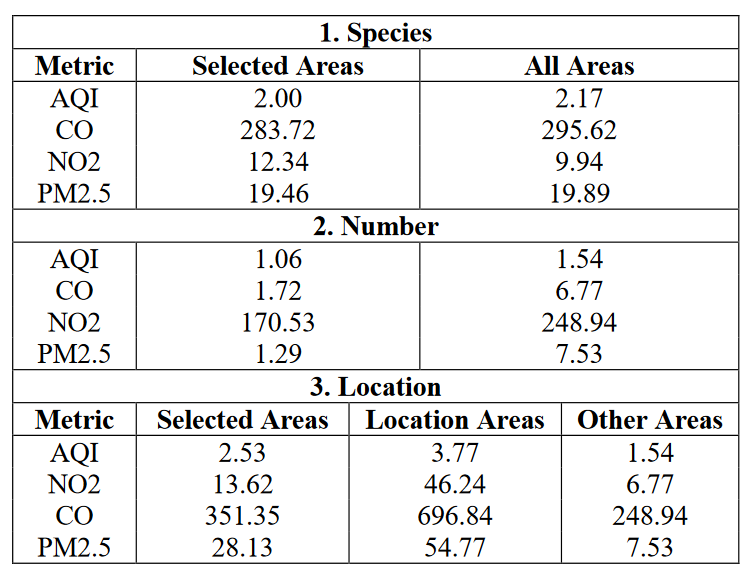 1. Species
Metric Selected Areas All Areas
AQI 2.00 2.17
CO 283.72 295.62
NO2 12.34 9.94
PM2.5 19.46 19.89
2. Number
AQI 1.06 1.54
CO 1.72 6.77
NO2 170.53 248.94
PM2.5 1.29 7.53
3. Location
Metric Selected Areas Location Areas Other Areas
AQI 2.53 3.77 1.54
NO2 13.62 46.24 6.77
CO 351.35 696.84 248.94
PM2.5 28.13 54.77 7.53